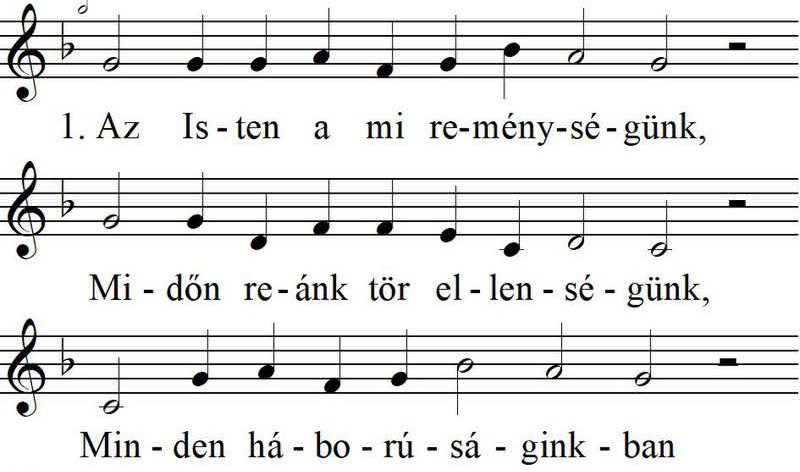 1. Az Is - ten a mi re-mény-sé-günk,
Mi - dőn re-ánk tör el - len - sé - günk,
Min - den há - bo - rú - sá - gink - ban